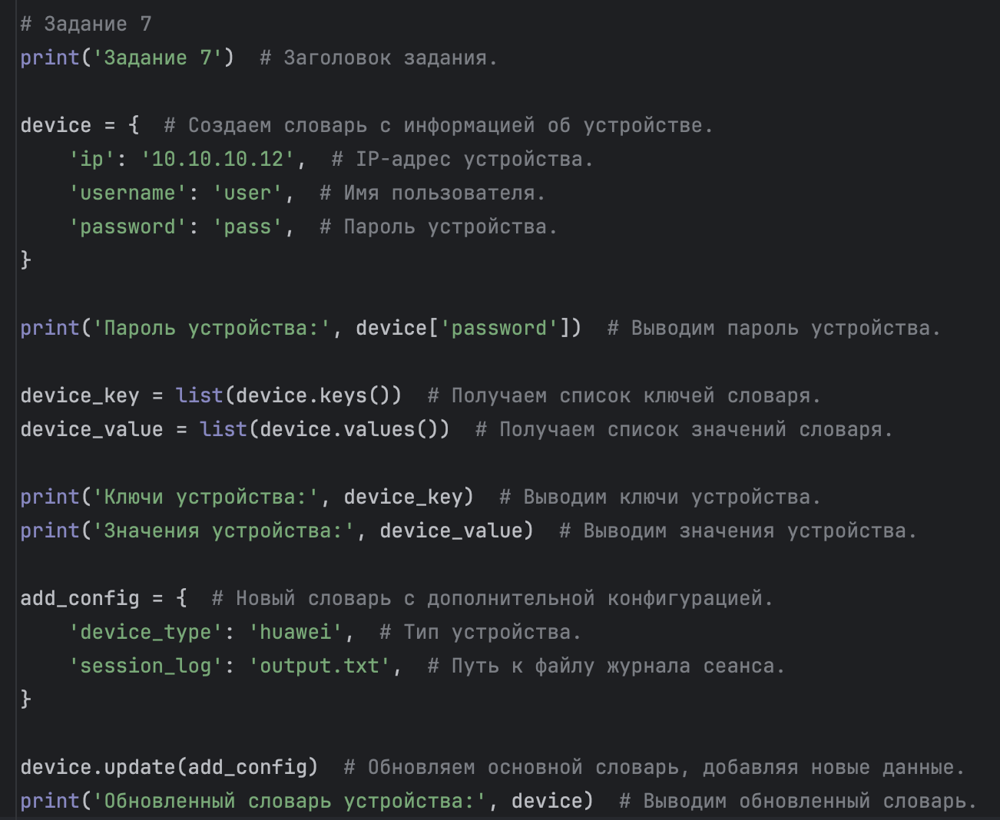 # Задание 7
print('Задание 7')  # Заголовок задания.
device = {  # Создаем словарь с информацией об устройстве.
    'ip': '10.10.10.12',  # IP-адрес устройства.
    'username': 'user',  # Имя пользователя.
    'password': 'pass',  # Пароль устройства.
}
print('Пароль устройства:', device['password'])  # Выводим пароль устройства.
device_key = list(device.keys())  # Получаем список ключей словаря.
device_value = list(device.values())  # Получаем список значений словаря.
print('Ключи устройства:', device_key)  # Выводим ключи устройства.
print('Значения устройства:', device_value)  # Выводим значения устройства.
add_config = {  # Новый словарь с дополнительной конфигурацией.
    'device_type': 'huawei',  # Тип устройства.
    'session_log': 'output.txt',  # Путь к файлу журнала сеанса.
}
device.update(add_config)  # Обновляем основной словарь, добавляя новые данные.
print('Обновленный словарь устройства:', device)  # Выводим обновленный словарь.